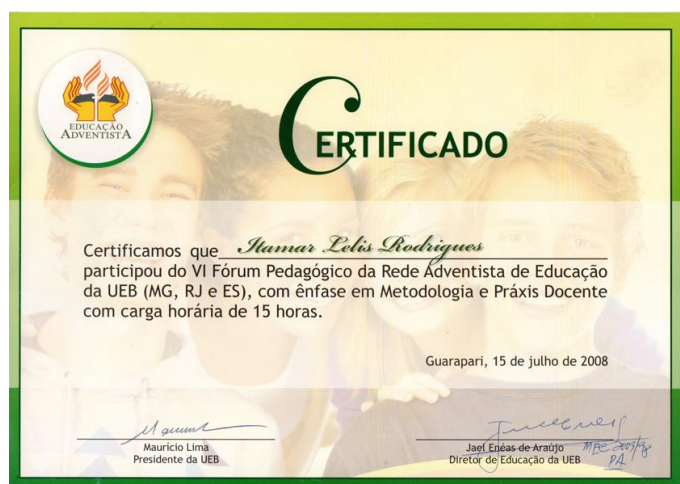 EDUCAÇÃO
ADVENTISTA
CERTIFICADO
Certificamos que Itamar Lelis Rodrigues
participou do VI Fórum Pedagógico da Rede Adventista de Educação
da UEB (MG, RJ e ES), com ênfase em Metodologia e Práxis Docente
com carga horária de 15 horas.
Guarapari, 15 de julho de 2008
Maurício Lima
Presidente da UEB
Jael Enéas de Araújo
Diretor de Educação da UEB